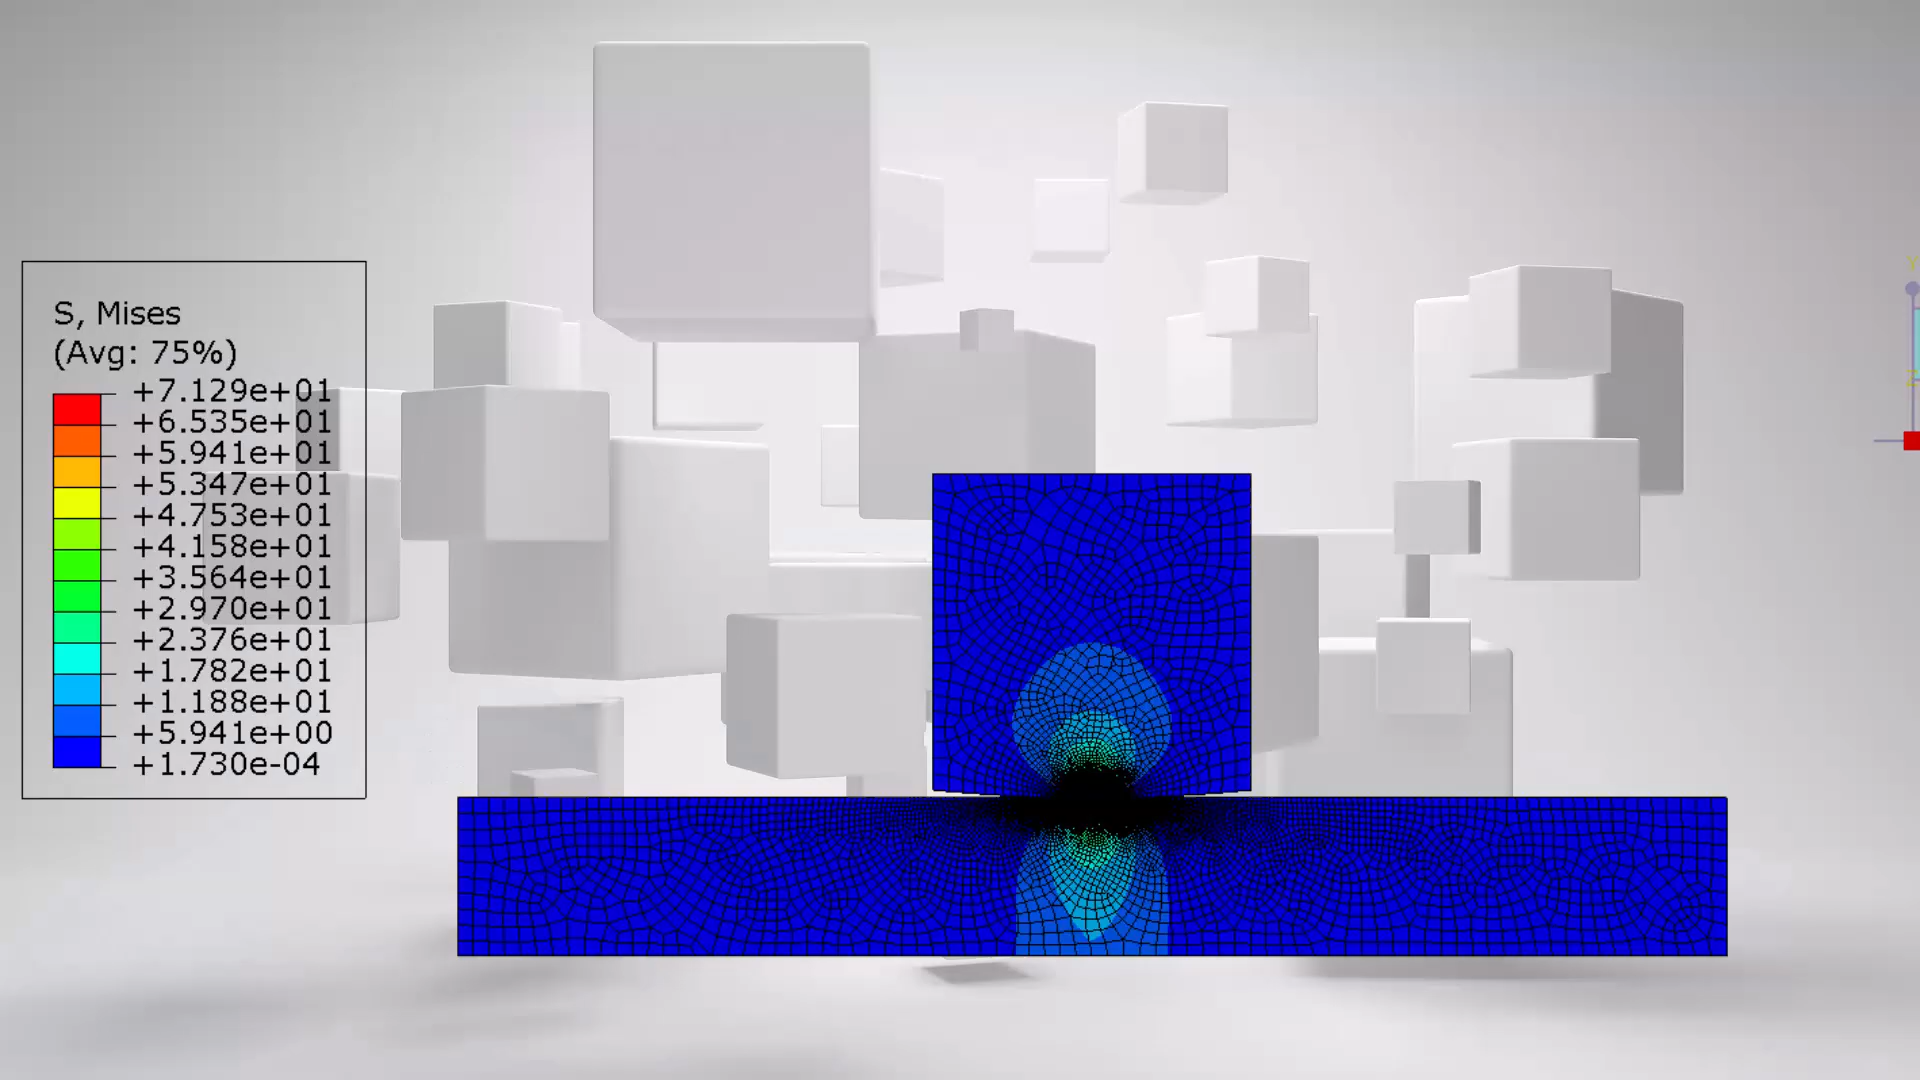 S, Mises
(Avg: 75%)
+7.129e+01
+6.535e+01
+5.941e+01
+5.347e+01
+4.753e+01
+4.158e+01
+3.564e+01
+2.970e+01
+2.376e+01
+1.782e+01
+1.188e+01
+5.941e+00
+1.730e-04
Y
Z